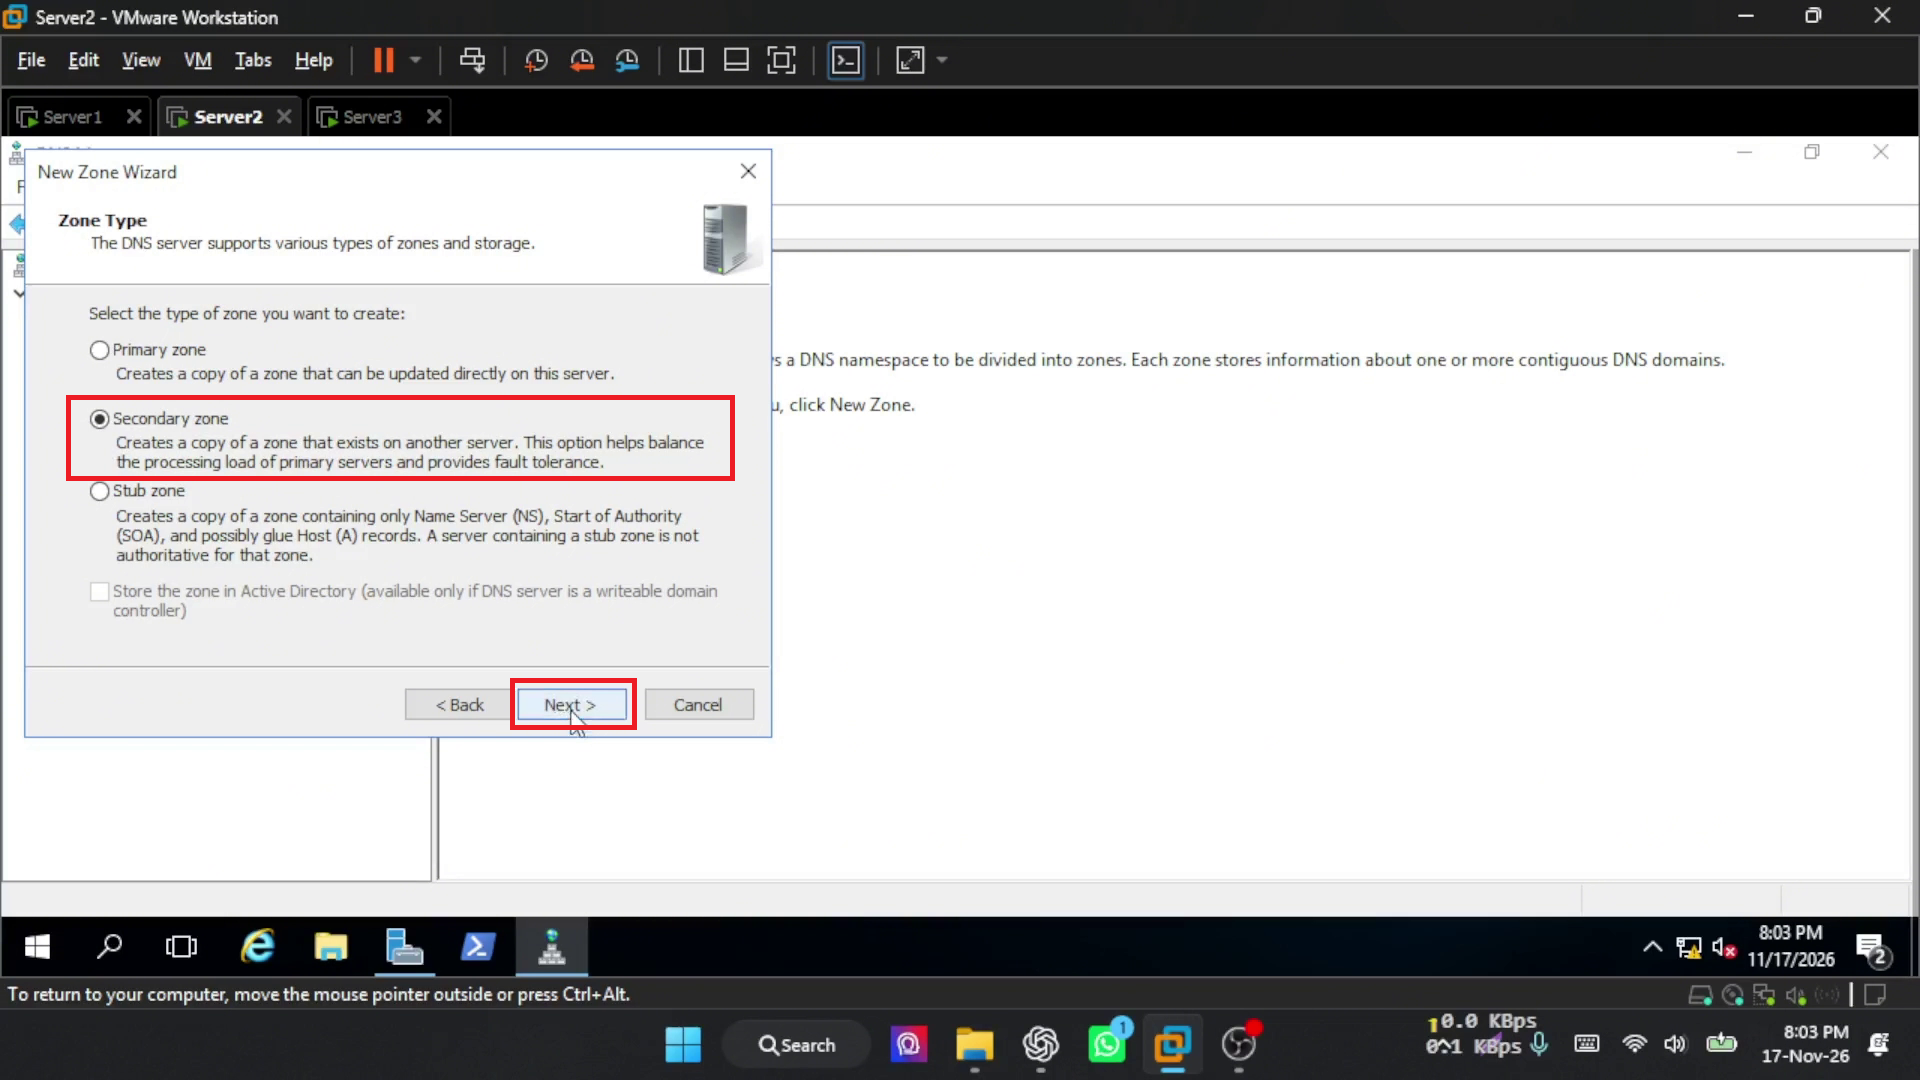 Server2 - VMware Workstation
File Edit View VM Tabs Help
Server1 Server2 Server3
New Zone Wizard
Zone Type
The DNS server supports various types of zones and storage.
Select the type of zone you want to create:
Primary zone
Creates a copy of a zone that can be updated directly on this server.
Secondary zone
Creates a copy of a zone that exists on another server. This option helps balance
the processing load of primary servers and provides fault tolerance.
Stub zone
Creates a copy of a zone containing only Name Server (NS), Start of Authority
(SOA), and possibly glue Host (A) records. A server containing a stub zone is not
authoritative for that zone.
Store the zone in Active Directory (available only if DNS server is a writeable domain
controller)
< Back Next > Cancel
a DNS namespace to be divided into zones. Each zone stores information about one or more contiguous DNS domains.
click New Zone.
8:03 PM
11/17/2026
2
To return to your computer, move the mouse pointer outside or press Ctrl+Alt.
Search
1
0.0 KBps
0.1 KBps
8:03 PM
17-Nov-26